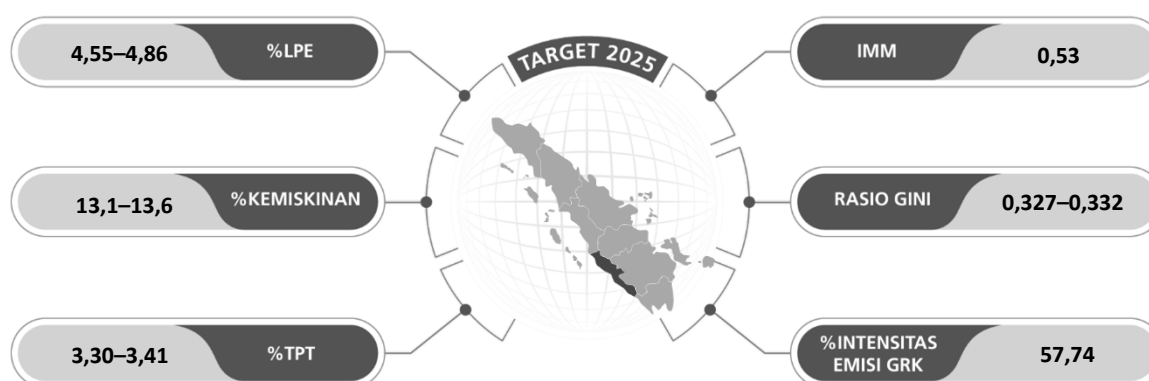 TARGET 2025
4,55–4,86 %LPE
13,1–13,6 %KEMISKINAN
3,30–3,41 %TPT
IMM 0,53
RASIO GINI 0,327–0,332
%INTENSITAS
EMISI GRK 57,74